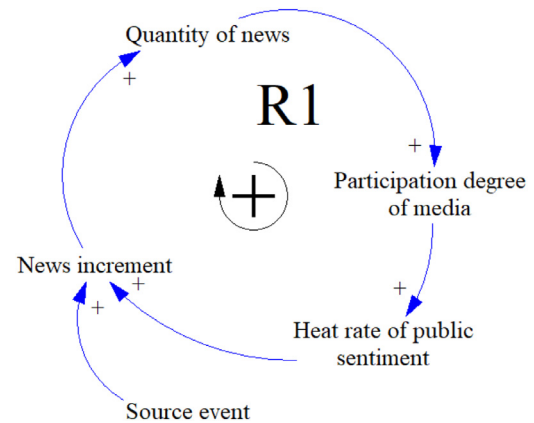 Quantity of news
+
R1
+
Participation degree
of media
+
News increment
+
+
+
Heat rate of public
sentiment
Source event